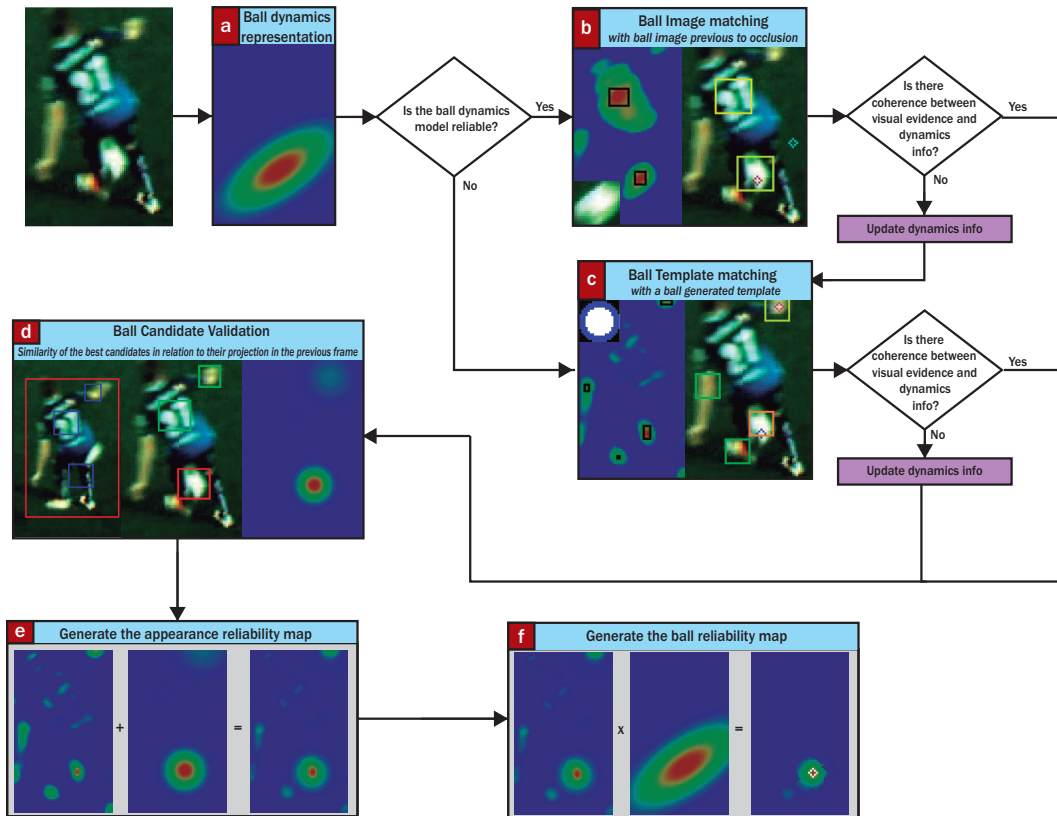 a
Ball dynamics
representation
Is the ball dynamics
model reliable?
Yes
No
b
Ball Image matching
with ball image previous to occlusion
Is there
coherence between
visual evidence and
dynamics
info?
Yes
No
Update dynamics info
c
Ball Template matching
with a ball generated template
Is there
coherence between
visual evidence and
dynamics
info?
Yes
No
Update dynamics info
d
Ball Candidate Validation
Similarity of the best candidates in relation to their projection in the previous frame
e
Generate the appearance reliability map
+
=
f
Generate the ball reliability map
x
=